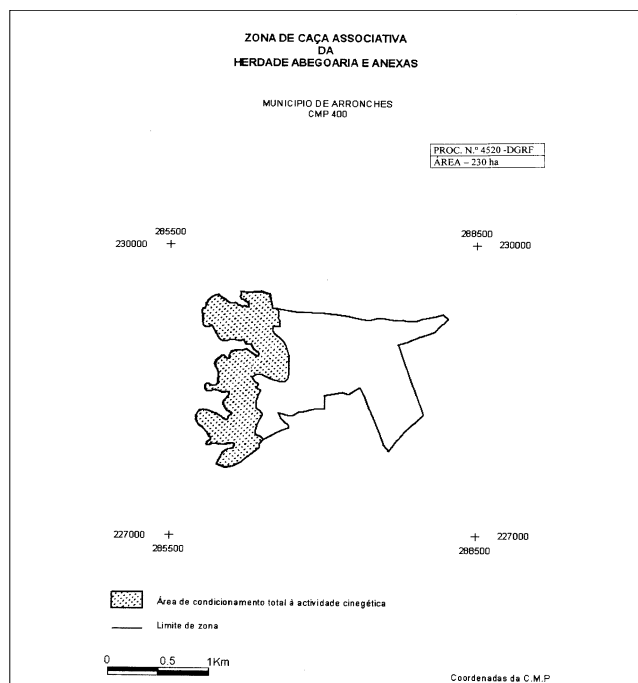 ZONA DE CAÇA ASSOCIATIVA
DA
HERDADE ABEGOARIA E ANEXAS
MUNICIPIO DE ARRONCHES
CMP 400
PROC. N.º 4520 -DGRF
ÁREA – 230 ha
285500
230000
288500
230000
227000
285500
227000
288500
Área de condicionamento total à actividade cinegética
Limite de zona
0 0.5 1Km
Coordenadas da C.M.P